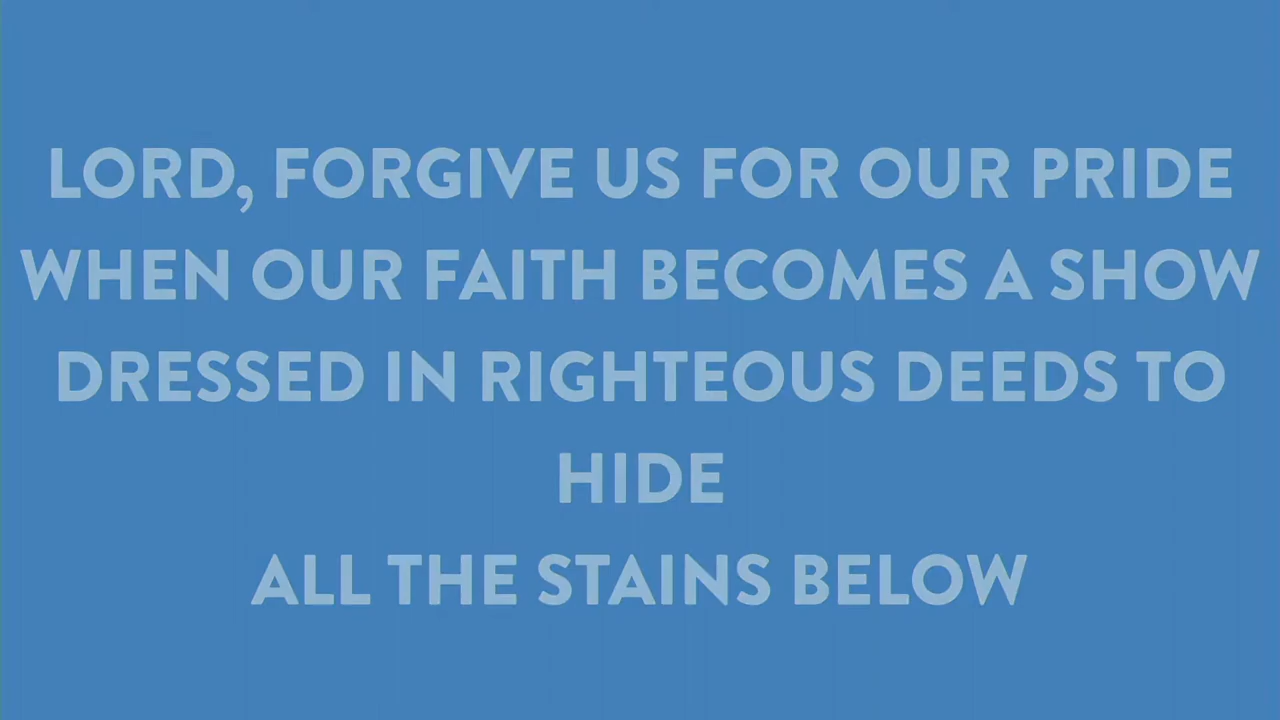 LORD, FORGIVE US FOR OUR PRIDE
WHEN OUR FAITH BECOMES A SHOW
DRESSED IN RIGHTEOUS DEEDS TO
HIDE
ALL THE STAINS BELOW